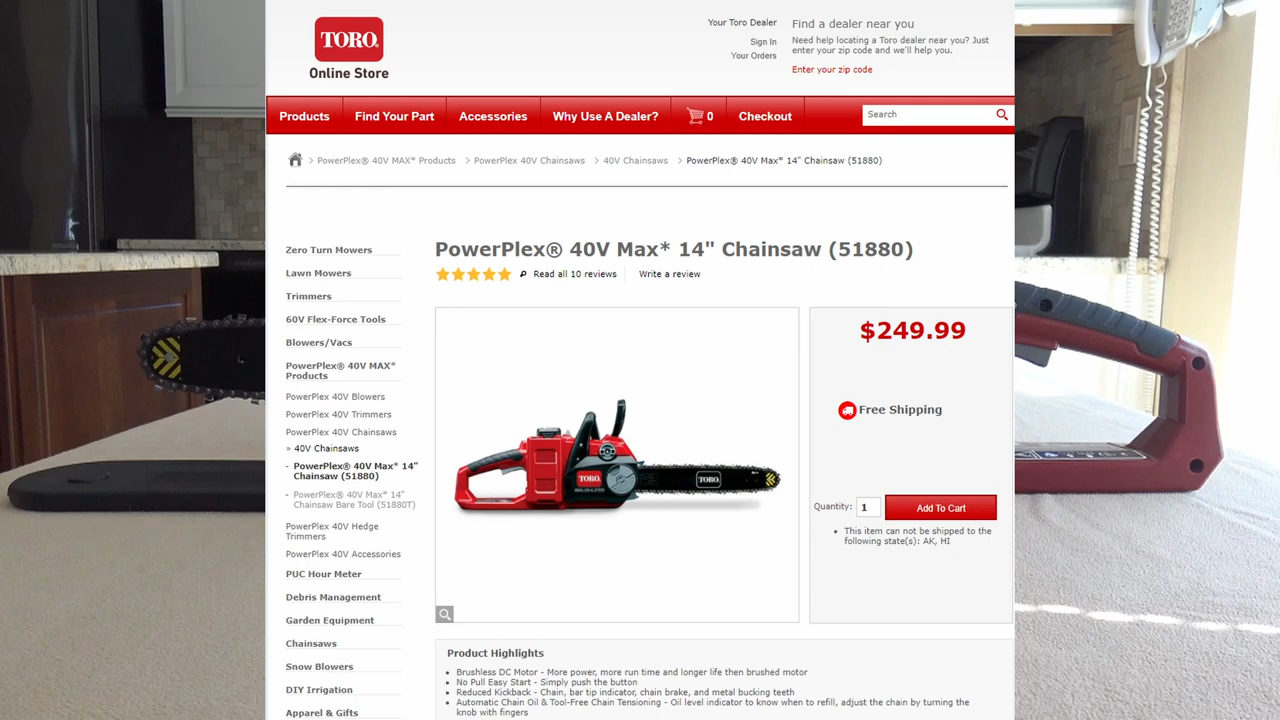 TORO
Online Store
Your Toro Dealer
Sign In
Your Orders
Find a dealer near you
Need help locating a Toro dealer near you? Just
enter your zip code and we'll help you.
Enter your zip code
Products
Find Your Part
Accessories
Why Use A Dealer?
0
Checkout
Search
> PowerPlex® 40V MAX* Products > PowerPlex 40V Chainsaws > 40V Chainsaws > PowerPlex® 40V Max* 14" Chainsaw (51880)
Zero Turn Mowers
Lawn Mowers
Trimmers
60V Flex-Force Tools
Blowers/Vacs
PowerPlex® 40V MAX*
Products
PowerPlex 40V Blowers
PowerPlex 40V Trimmers
PowerPlex 40V Chainsaws
» 40V Chainsaws
- PowerPlex® 40V Max* 14"
Chainsaw (51880)
- PowerPlex® 40V Max* 14"
Chainsaw Bare Tool (51880T)
PowerPlex 40V Hedge
Trimmers
PowerPlex 40V Accessories
PUC Hour Meter
Debris Management
Garden Equipment
Chainsaws
Snow Blowers
DIY Irrigation
Apparel & Gifts
PowerPlex® 40V Max* 14" Chainsaw (51880)
Read all 10 reviews
Write a review
TORO
BRUSHLESS
TORO
$249.99
Free Shipping
Quantity: 1 Add To Cart
• This item can not be shipped to the
following state(s): AK, HI
Product Highlights
• Brushless DC Motor - More power, more run time and longer life then brushed motor
• No Pull Easy Start - Simply push the button
• Reduced Kickback - Chain, bar tip indicator, chain brake, and metal bucking teeth
• Automatic Chain Oil & Tool-Free Chain Tensioning - Oil level indicator to know when to refill, adjust the chain by turning the
knob with fingers